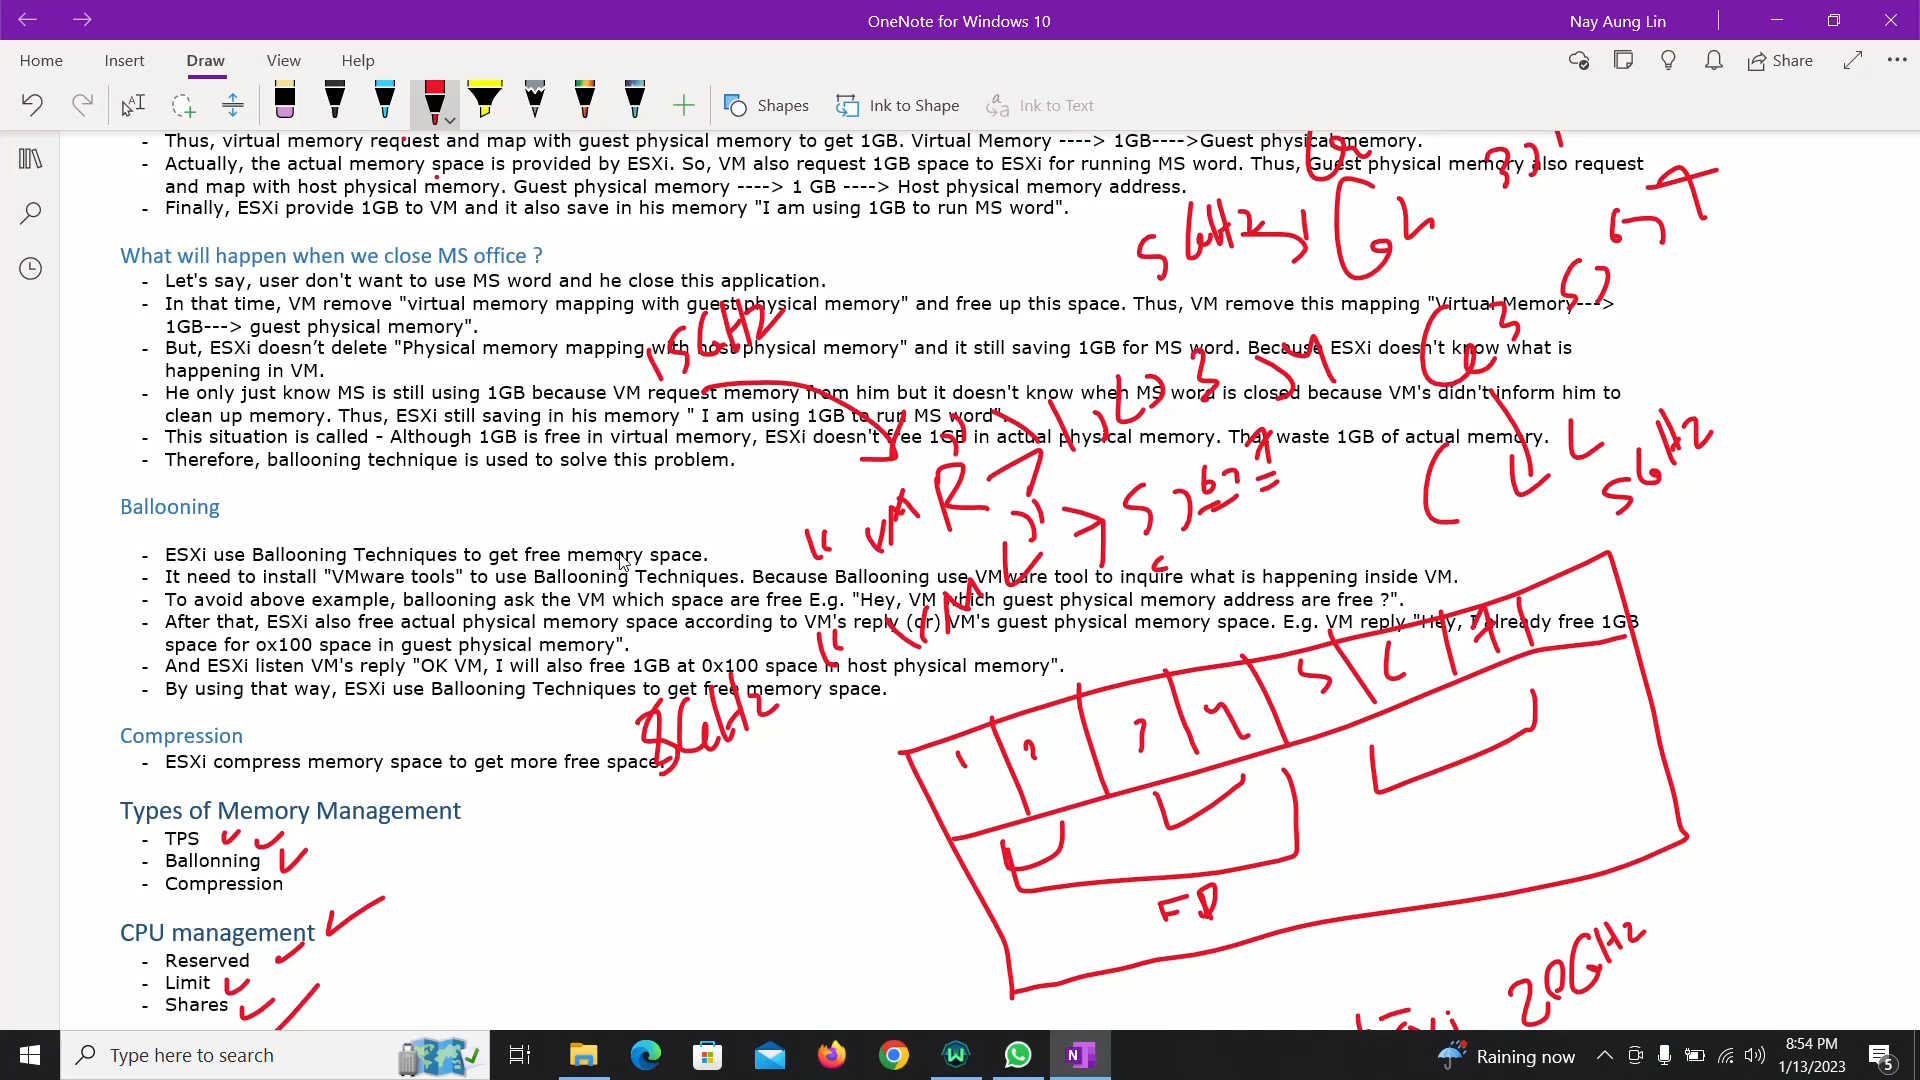 OneNote for Windows 10
Nay Aung Lin
Home Insert Draw View Help
Share
Shapes Ink to Shape Ink to Text
- Thus, virtual memory request and map with guest physical memory to get 1GB. Virtual Memory ----> 1GB---->Guest physical memory.
- Actually, the actual memory space is provided by ESXi. So, VM also request 1GB space to ESXi for running MS word. Thus, Guest physical memory also request
and map with host physical memory. Guest physical memory ----> 1 GB ----> Host physical memory address.
- Finally, ESXi provide 1GB to VM and it also save in his memory "I am using 1GB to run MS word".
5GHz
What will happen when we close MS office ?
- Let's say, user don't want to use MS word and he close this application.
- In that time, VM remove "virtual memory mapping with guest physical memory" and free up this space. Thus, VM remove this mapping "Virtual Memory--->
1GB---> guest physical memory".
15GHz
- But, ESXi doesn't delete "Physical memory mapping with host physical memory" and it still saving 1GB for MS word. Because ESXi doesn't know what is
happening in VM.
- He only just know MS is still using 1GB because VM request memory from him but it doesn't know when MS word is closed because VM's didn't inform him to
clean up memory. Thus, ESXi still saving in his memory " I am using 1GB to run MS word".
- This situation is called - Although 1GB is free in virtual memory, ESXi doesn't free 1GB in actual physical memory. That waste 1GB of actual memory.
- Therefore, ballooning technique is used to solve this problem.
5GHz
Ballooning
" VM R
- ESXi use Ballooning Techniques to get free memory space.
- It need to install "VMware tools" to use Ballooning Techniques. Because Ballooning use VMware tool to inquire what is happening inside VM.
- To avoid above example, ballooning ask the VM which space are free E.g. "Hey, VM which guest physical memory address are free ?".
- After that, ESXi also free actual physical memory space according to VM's reply (or) VM's guest physical memory space. E.g. VM reply "Hey, I already free 1GB
space for ox100 space in guest physical memory".
" VM L
- And ESXi listen VM's reply "OK VM, I will also free 1GB at 0x100 space in host physical memory".
- By using that way, ESXi use Ballooning Techniques to get free memory space.
1 2 3 4 5 6 7
Compression
- ESXi compress memory space to get more free space.
Types of Memory Management
- TPS
- Ballonning
- Compression
CPU management
- Reserved
- Limit
- Shares
20GHz
Type here to search
Raining now
8:54 PM
1/13/2023
5